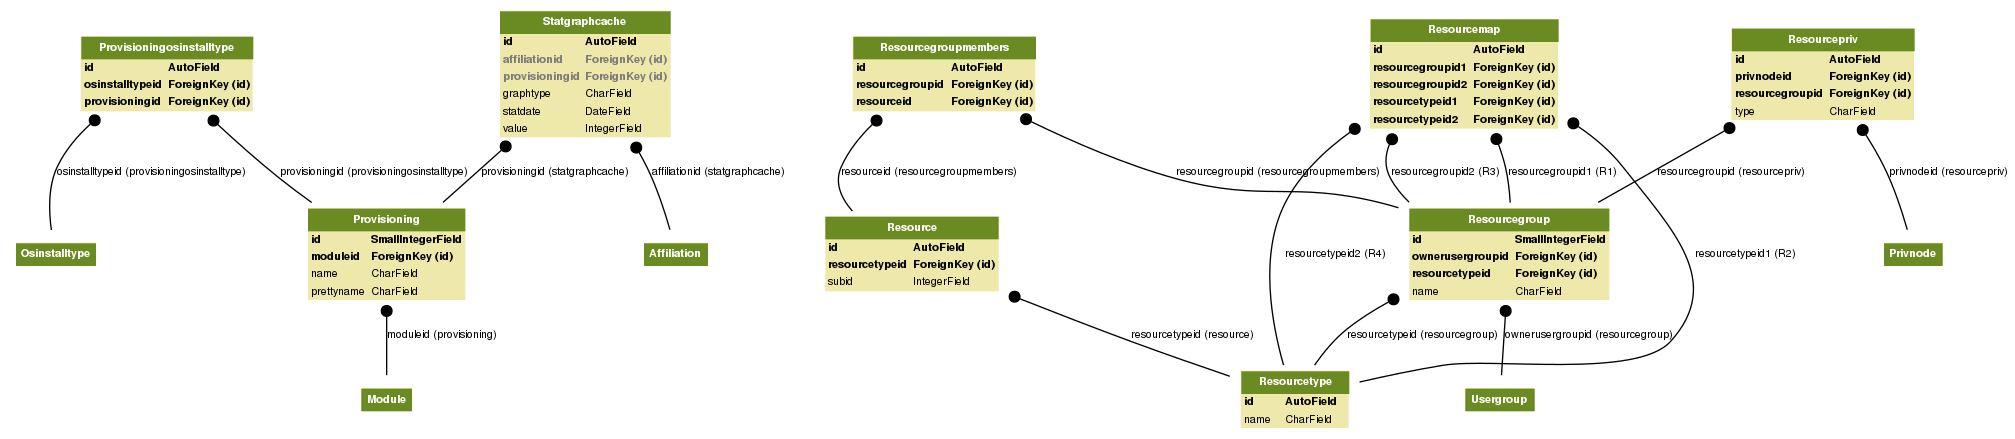 Provisioningosinstalltype
id AutoField
osinstalltypeid ForeignKey (id)
provisioningid ForeignKey (id)
Statgraphcache
id AutoField
affiliationid ForeignKey (id)
provisioningid ForeignKey (id)
graphtype CharField
statdate DateField
value IntegerField
Resourcegroupmembers
id AutoField
resourcegroupid ForeignKey (id)
resourceid ForeignKey (id)
Resourcemap
id AutoField
resourcegroupid1 ForeignKey (id)
resourcegroupid2 ForeignKey (id)
resourcetypeid1 ForeignKey (id)
resourcetypeid2 ForeignKey (id)
Resourcepriv
id AutoField
privnodeid ForeignKey (id)
resourcegroupid ForeignKey (id)
type CharField
osinstalltypeid (provisioningosinstalltype)
provisioningid (provisioningosinstalltype)
provisioningid (statgraphcache)
affiliationid (statgraphcache)
resourceid (resourcegroupmembers)
resourcegroupid (resourcegroupmembers)
resourcegroupid2 (R3)
resourcegroupid1 (R1)
resourcegroupid (resourcepriv)
privnodeid (resourcepriv)
Osinstalltype
Provisioning
id SmallIntegerField
moduleid ForeignKey (id)
name CharField
prettyname CharField
Affiliation
Resource
id AutoField
resourcetypeid ForeignKey (id)
subid IntegerField
resourcetypeid2 (R4)
Resourcegroup
id SmallIntegerField
ownerusergroupid ForeignKey (id)
resourcetypeid ForeignKey (id)
name CharField
resourcetypeid1 (R2)
Privnode
moduleid (provisioning)
resourcetypeid (resource)
resourcetypeid (resourcegroup)
ownerusergroupid (resourcegroup)
Module
Resourcetype
id AutoField
name CharField
Usergroup